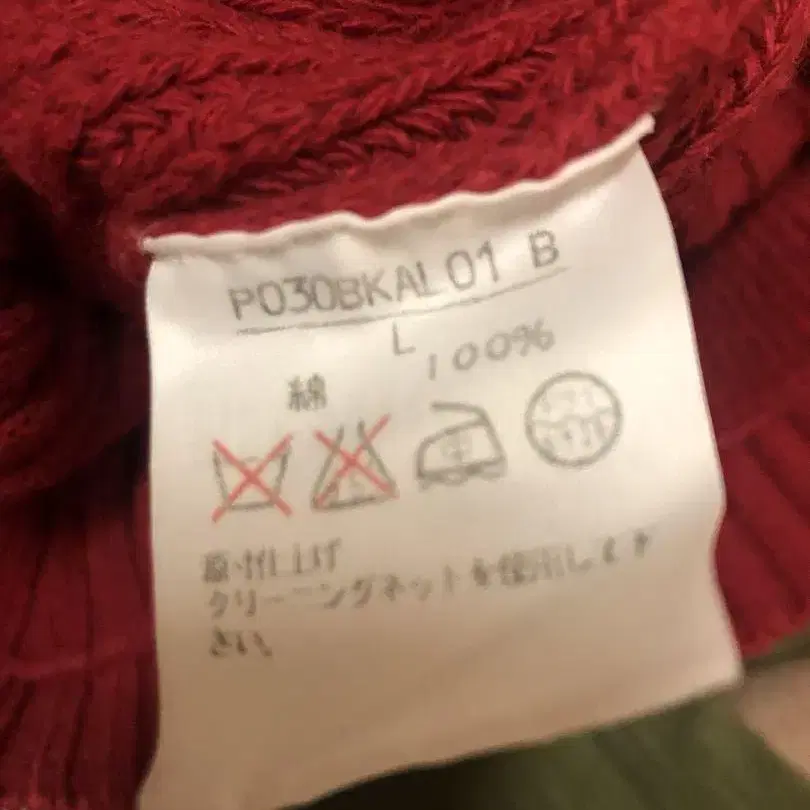 P030BKAL01 B
L
綿 100%
クリーニングネットを使用して下
さい。